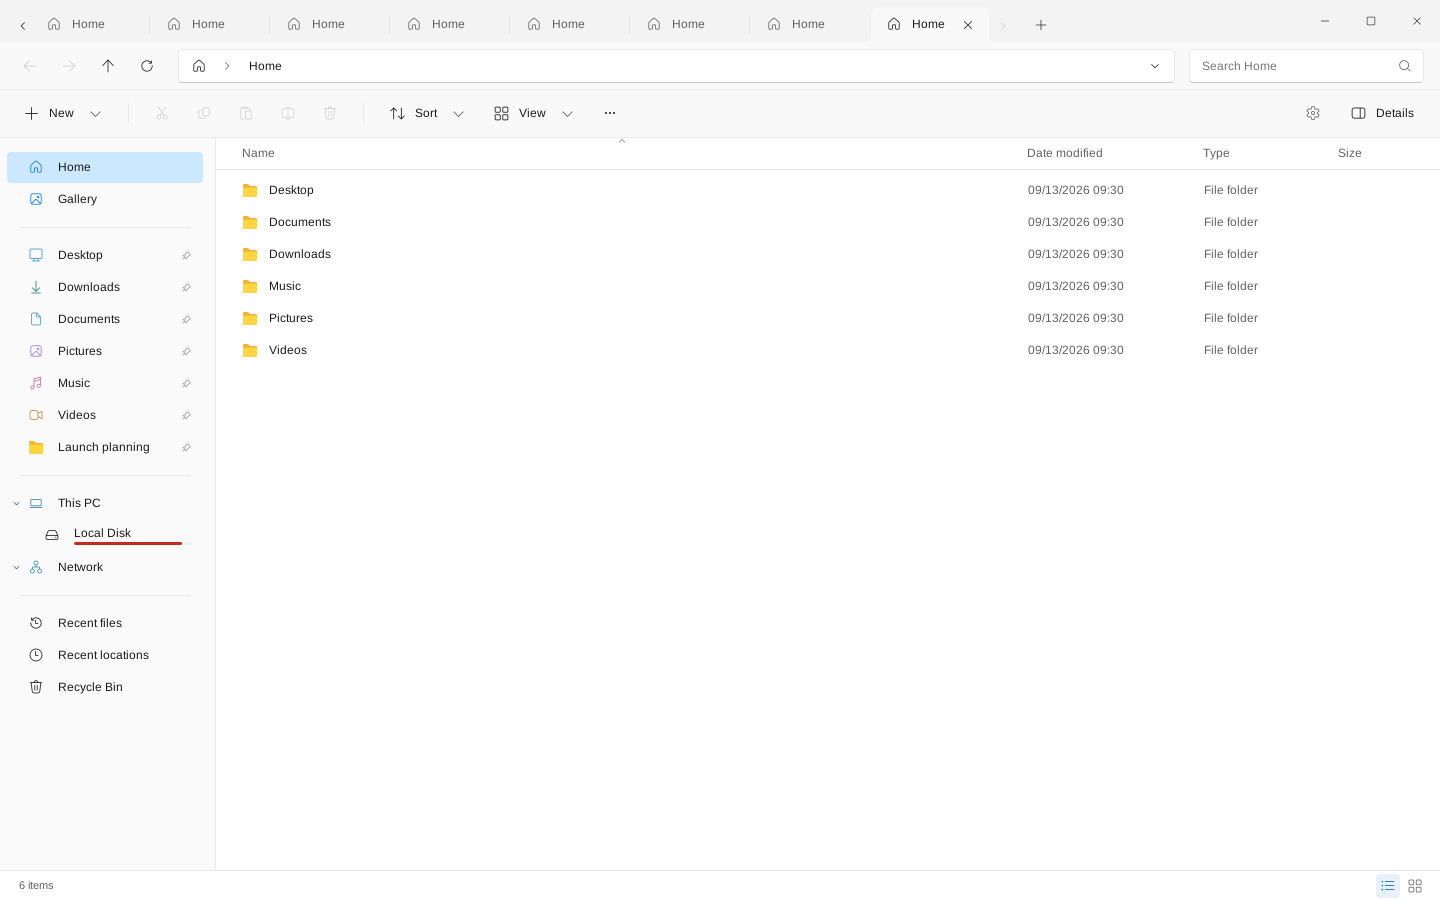 Home Home Home Home Home Home Home Home
Home Search Home
New Sort View Details
Name Date modified Type Size
Home
Gallery
Desktop
Downloads
Documents
Pictures
Music
Videos
Launch planning
This PC
Local Disk
Network
Recent files
Recent locations
Recycle Bin
Desktop 09/13/2026 09:30 File folder
Documents 09/13/2026 09:30 File folder
Downloads 09/13/2026 09:30 File folder
Music 09/13/2026 09:30 File folder
Pictures 09/13/2026 09:30 File folder
Videos 09/13/2026 09:30 File folder
6 items